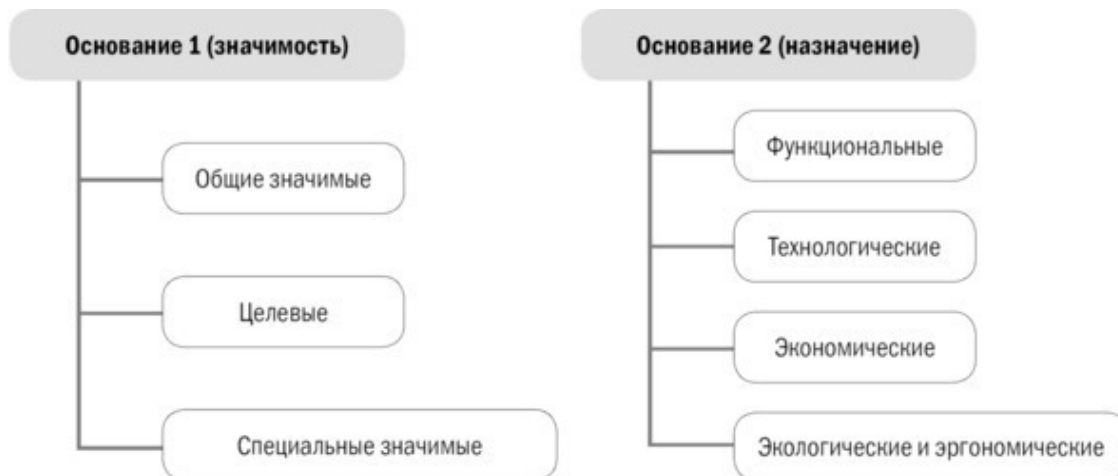 Основание 1 (значимость)
Общие значимые
Целевые
Специальные значимые
Основание 2 (назначение)
Функциональные
Технологические
Экономические
Экологические и эргономические